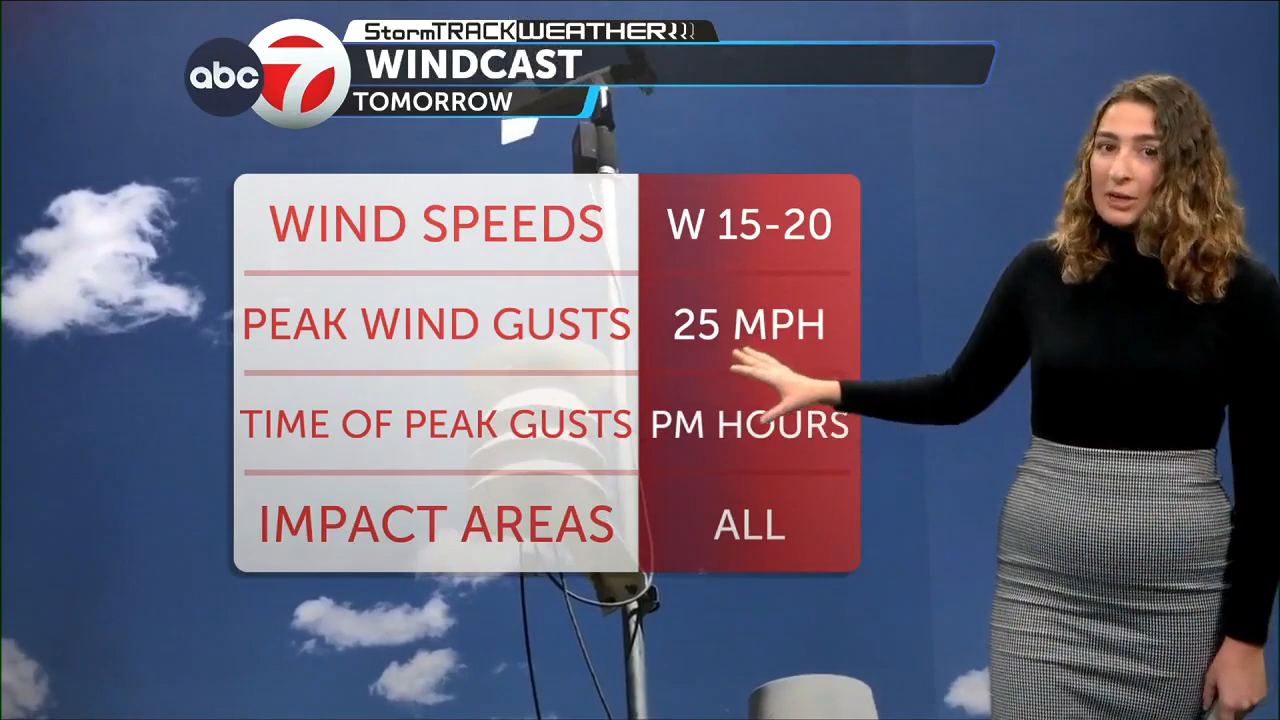 StormTRACKWEATHER
abc 7
WINDCAST
TOMORROW
WIND SPEEDS W 15-20
PEAK WIND GUSTS 25 MPH
TIME OF PEAK GUSTS PM HOURS
IMPACT AREAS ALL